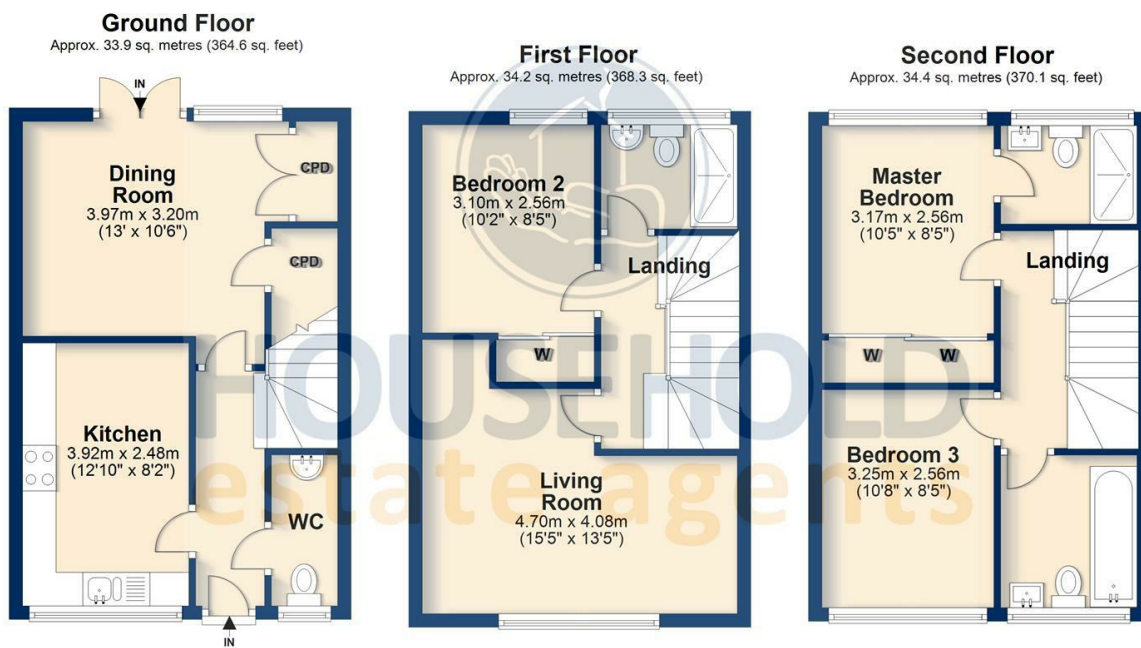 Ground Floor
Approx. 33.9 sq. metres (364.6 sq. feet)
IN
Dining
Room
3.97m x 3.20m
(13' x 10'6")
CPD
CPD
Kitchen
3.92m x 2.48m
(12'10" x 8'2")
WC
IN
First Floor
Approx. 34.2 sq. metres (368.3 sq. feet)
Bedroom 2
3.10m x 2.56m
(10'2" x 8'5")
Landing
W
Living
Room
4.70m x 4.08m
(15'5" x 13'5")
Second Floor
Approx. 34.4 sq. metres (370.1 sq. feet)
Master
Bedroom
3.17m x 2.56m
(10'5" x 8'5")
Landing
W W
Bedroom 3
3.25m x 2.56m
(10'8" x 8'5")
HOUSEHOLD
estate agents